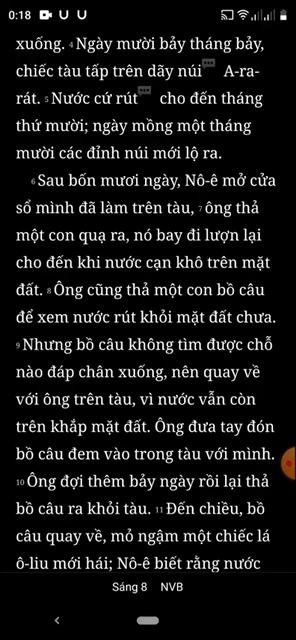 0:18
xuống. 4 Ngày mười bảy tháng bảy,
chiếc tàu tấp trên dãy núi A-ra-
rát. 5 Nước cứ rút cho đến tháng
thứ mười; ngày mồng một tháng
mười các đỉnh núi mới lộ ra.
6 Sau bốn mươi ngày, Nô-ê mở cửa
sổ mình đã làm trên tàu, 7 ông thả
một con quạ ra, nó bay đi lượn lại
cho đến khi nước cạn khô trên mặt
đất. 8 Ông cũng thả một con bồ câu
để xem nước rút khỏi mặt đất chưa.
9 Nhưng bồ câu không tìm được chỗ
nào đáp chân xuống, nên quay về
với ông trên tàu, vì nước vẫn còn
trên khắp mặt đất. Ông đưa tay đón
bồ câu đem vào trong tàu với mình.
10 Ông đợi thêm bảy ngày rồi lại thả
bồ câu ra khỏi tàu. 11 Đến chiều, bồ
câu quay về, mỏ ngậm một chiếc lá
ô-liu mới hái; Nô-ê biết rằng nước
Sáng 8 NVB